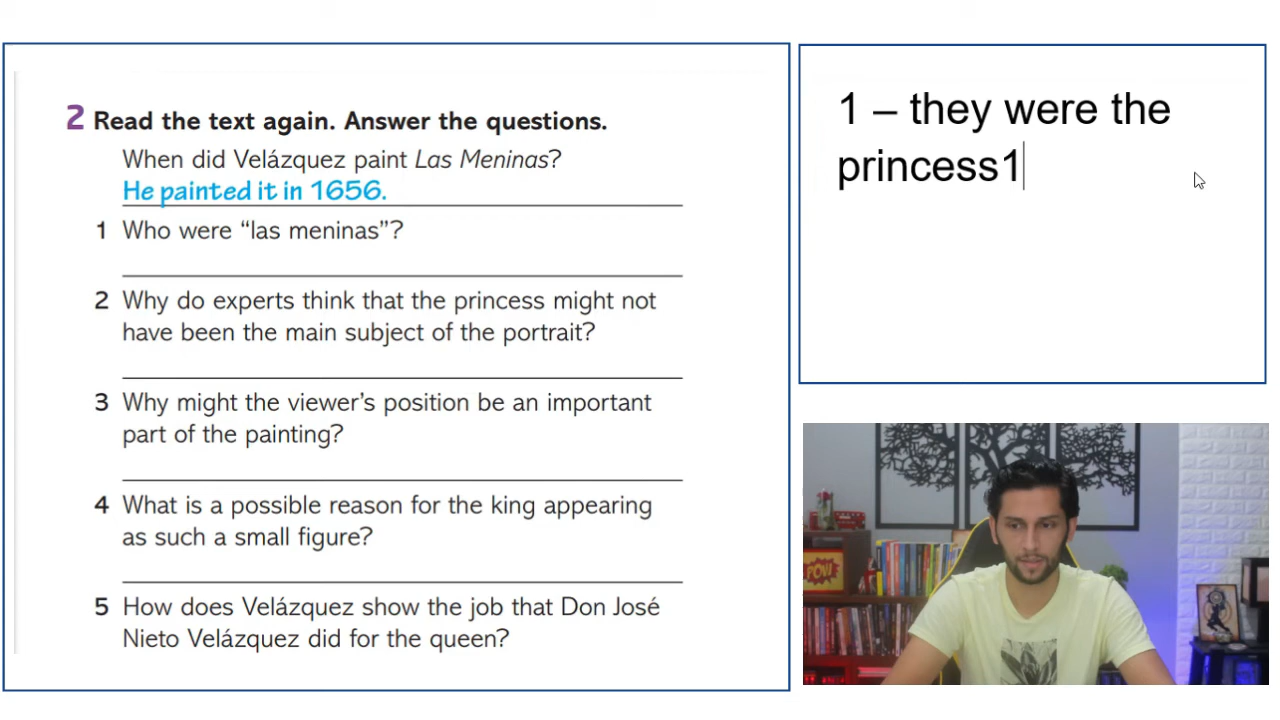 2 Read the text again. Answer the questions.
When did Velázquez paint Las Meninas?
He painted it in 1656.
1 Who were “las meninas”?
2 Why do experts think that the princess might not
have been the main subject of the portrait?
3 Why might the viewer’s position be an important
part of the painting?
4 What is a possible reason for the king appearing
as such a small figure?
5 How does Velázquez show the job that Don José
Nieto Velázquez did for the queen?
1 – they were the
princess1
POW!